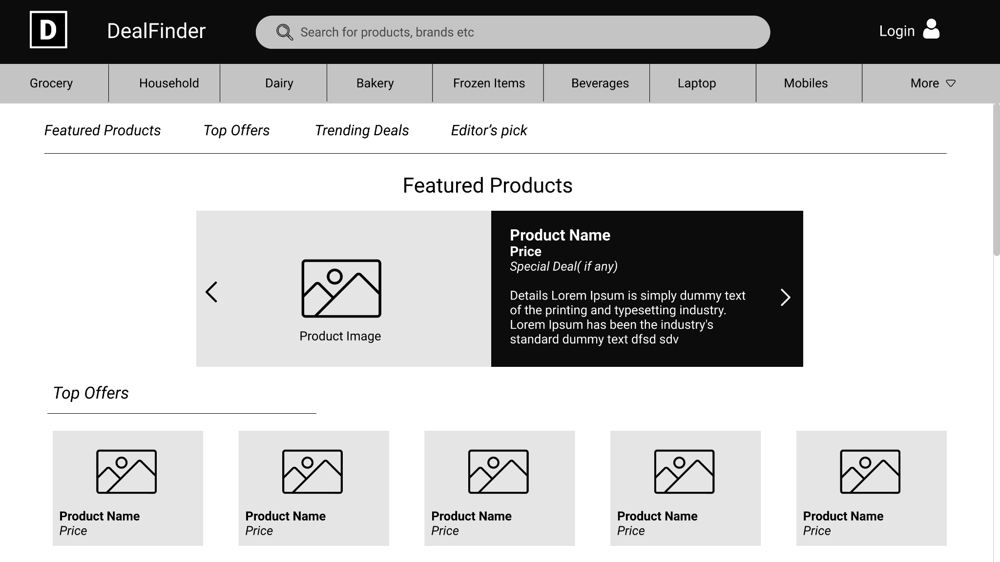 D
DealFinder
Search for products, brands etc
Login
Grocery
Household
Dairy
Bakery
Frozen Items
Beverages
Laptop
Mobiles
More
Featured Products
Top Offers
Trending Deals
Editor’s pick
Featured Products
Product Image
Product Name
Price
Special Deal( if any)
Details Lorem Ipsum is simply dummy text
of the printing and typesetting industry.
Lorem Ipsum has been the industry's
standard dummy text dfsd sdv
Top Offers
Product Name
Price
Product Name
Price
Product Name
Price
Product Name
Price
Product Name
Price